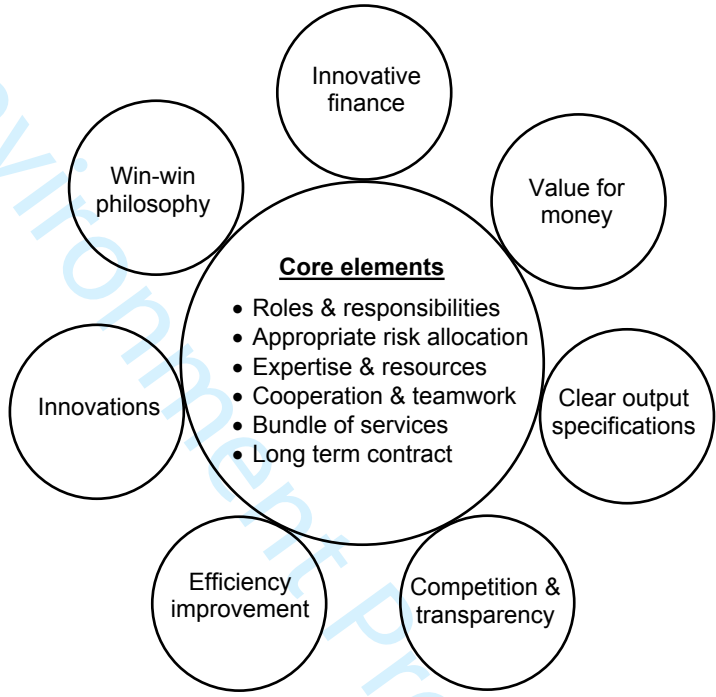 Innovative
finance
Win-win
philosophy
Value for
money
Core elements
• Roles & responsibilities
• Appropriate risk allocation
• Expertise & resources
• Cooperation & teamwork
• Bundle of services
• Long term contract
Innovations
Clear output
specifications
Efficiency
improvement
Competition &
transparency